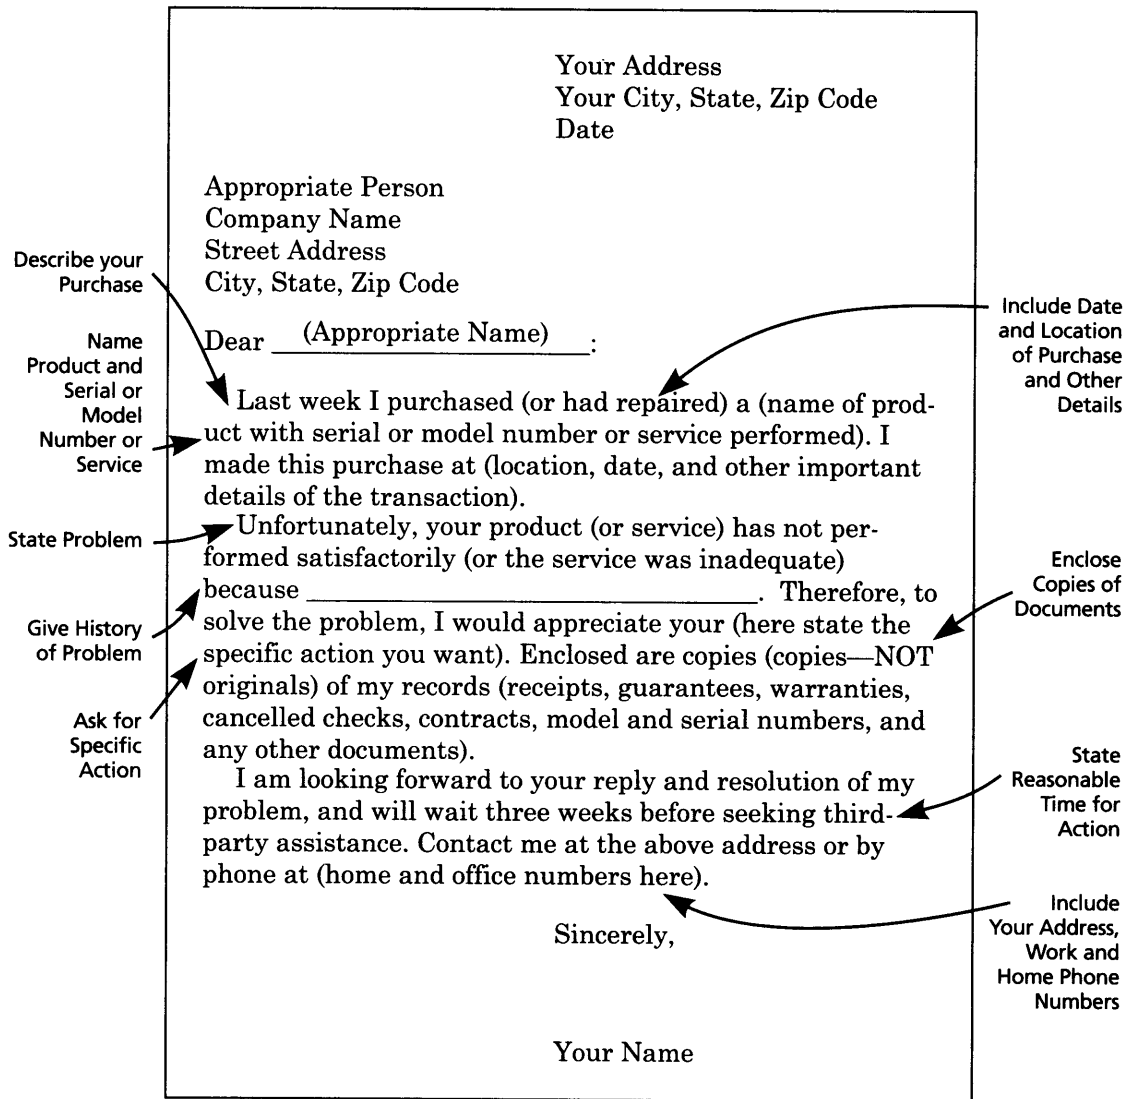 Your Address
Your City, State, Zip Code
Date
Appropriate Person
Company Name
Street Address
City, State, Zip Code
Dear (Appropriate Name):
Last week I purchased (or had repaired) a (name of prod-
uct with serial or model number or service performed). I
made this purchase at (location, date, and other important
details of the transaction).
Unfortunately, your product (or service) has not per-
formed satisfactorily (or the service was inadequate)
because ______________________________. Therefore, to
solve the problem, I would appreciate your (here state the
specific action you want). Enclosed are copies (copies—NOT
originals) of my records (receipts, guarantees, warranties,
cancelled checks, contracts, model and serial numbers, and
any other documents).
I am looking forward to your reply and resolution of my
problem, and will wait three weeks before seeking third-
party assistance. Contact me at the above address or by
phone at (home and office numbers here).
Sincerely,
Your Name
Describe your
Purchase
Name
Product and
Serial or
Model
Number or
Service
State Problem
Give History
of Problem
Ask for
Specific
Action
Include Date
and Location
of Purchase
and Other
Details
Enclose
Copies of
Documents
State
Reasonable
Time for
Action
Include
Your Address,
Work and
Home Phone
Numbers